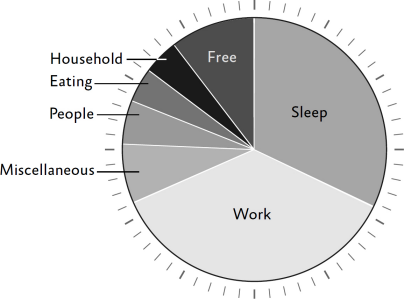 Free
Household
Eating
People
Miscellaneous
Sleep
Work